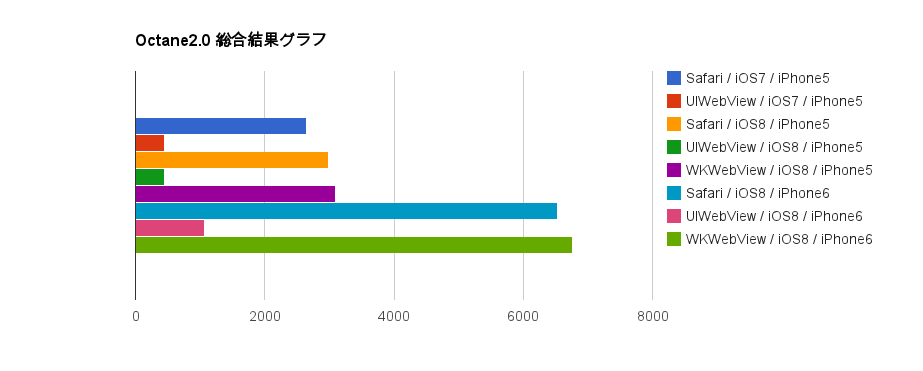 Octane2.0 総合結果グラフ
Safari / iOS7 / iPhone5
UIWebView / iOS7 / iPhone5
Safari / iOS8 / iPhone5
UIWebView / iOS8 / iPhone5
WKWebView / iOS8 / iPhone5
Safari / iOS8 / iPhone6
UIWebView / iOS8 / iPhone6
WKWebView / iOS8 / iPhone6
0 2000 4000 6000 8000